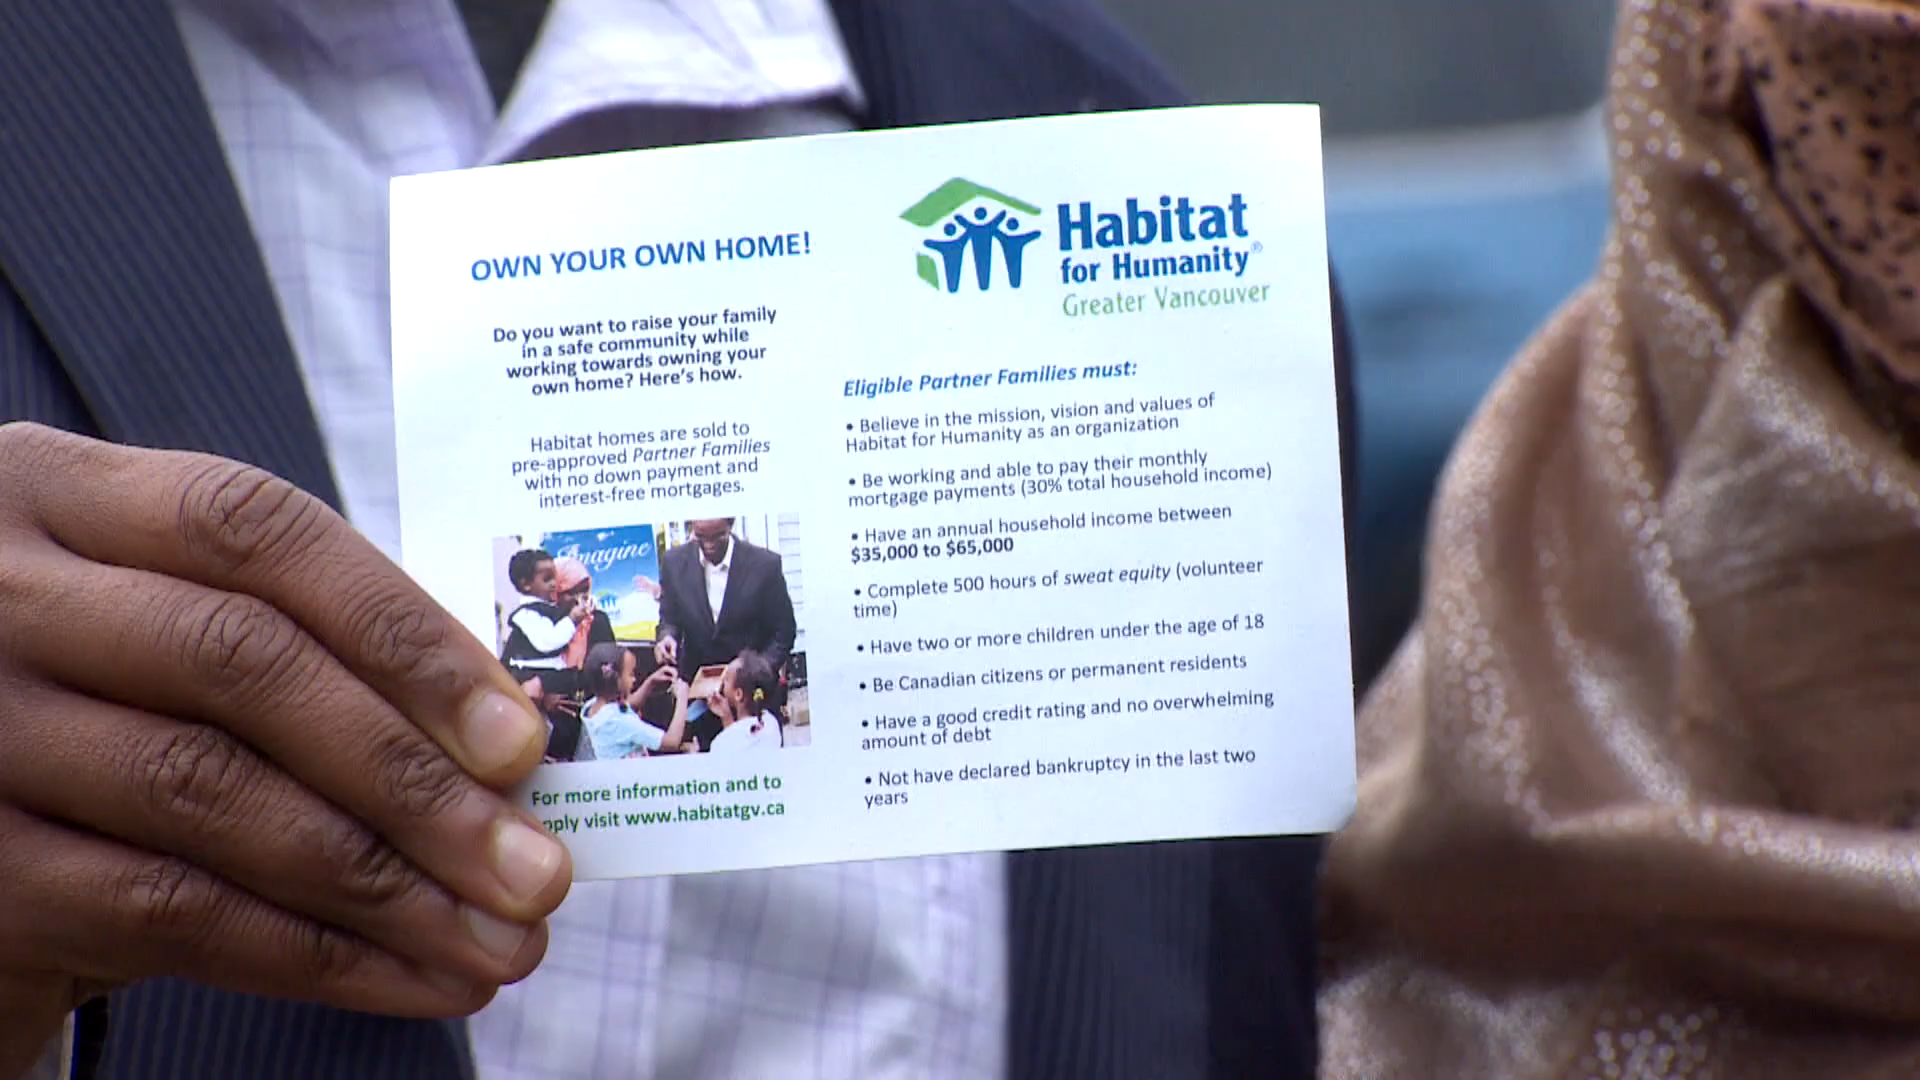 OWN YOUR OWN HOME!
Do you want to raise your family
in a safe community while
working towards owning your
own home? Here's how.
Habitat homes are sold to
pre-approved Partner Families
with no down payment and
interest-free mortgages.
Imagine
For more information and to
pply visit www.habitatgv.ca
Habitat
for Humanity®
Greater Vancouver
Eligible Partner Families must:
• Believe in the mission, vision and values of
Habitat for Humanity as an organization
• Be working and able to pay their monthly
mortgage payments (30% total household income)
• Have an annual household income between
$35,000 to $65,000
• Complete 500 hours of sweat equity (volunteer
time)
• Have two or more children under the age of 18
• Be Canadian citizens or permanent residents
• Have a good credit rating and no overwhelming
amount of debt
• Not have declared bankruptcy in the last two
years